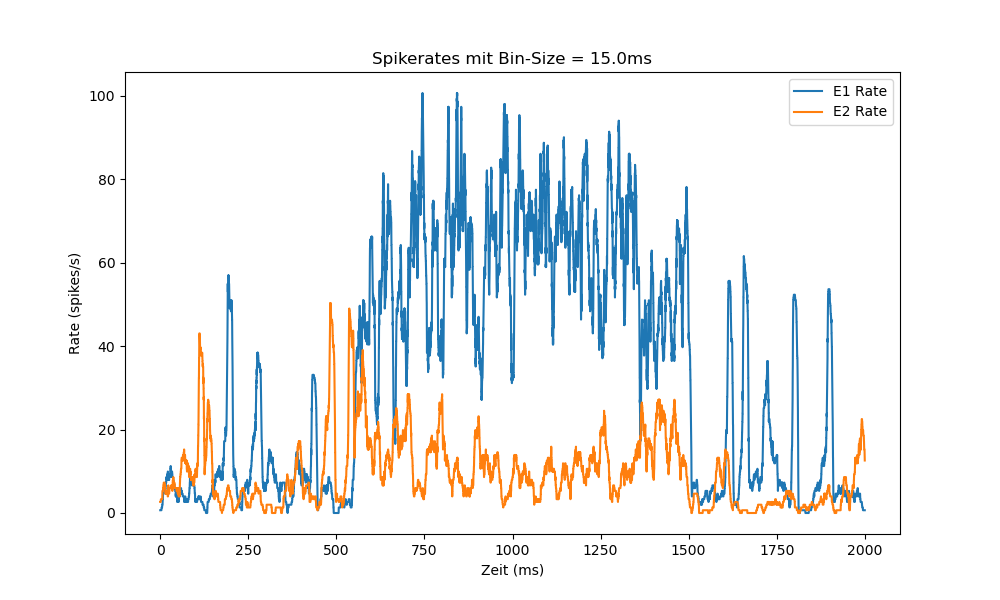 Spikerates mit Bin-Size = 15.0ms
E1 Rate
E2 Rate
100
80
60
40
20
0
Rate (spikes/s)
0 250 500 750 1000 1250 1500 1750 2000
Zeit (ms)